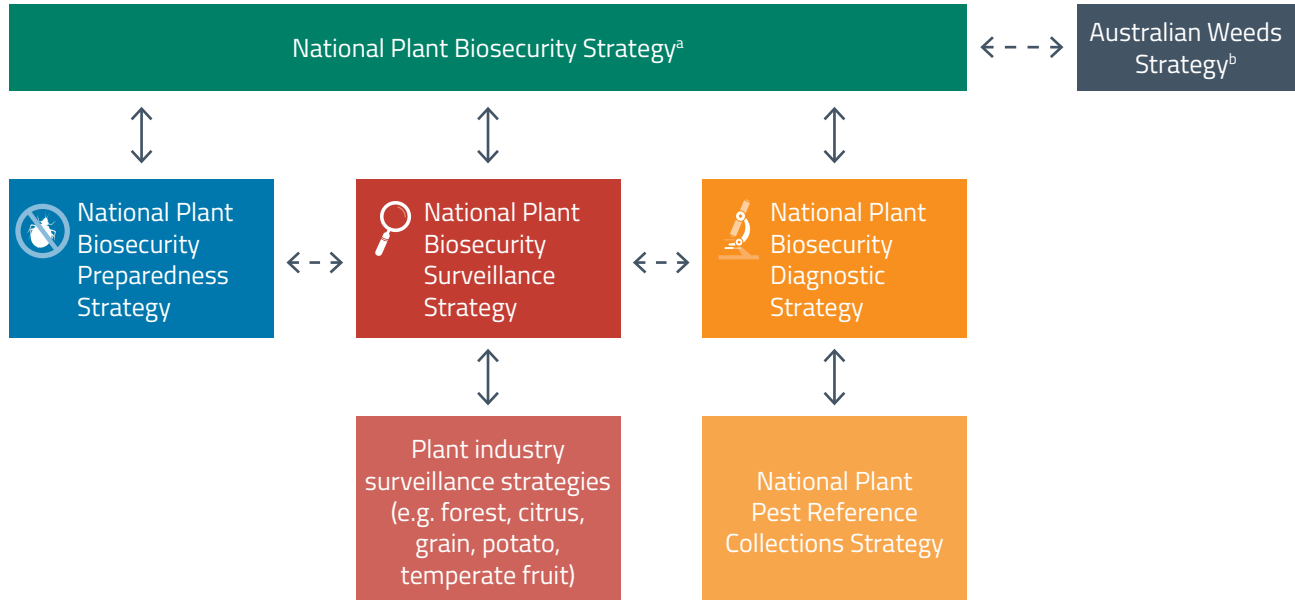 National Plant Biosecurity Strategyᵃ
Australian Weeds
Strategyᵇ
National Plant
Biosecurity
Preparedness
Strategy
National Plant
Biosecurity
Surveillance
Strategy
National Plant
Biosecurity
Diagnostic
Strategy
Plant industry
surveillance strategies
(e.g. forest, citrus,
grain, potato,
temperate fruit)
National Plant
Pest Reference
Collections Strategy